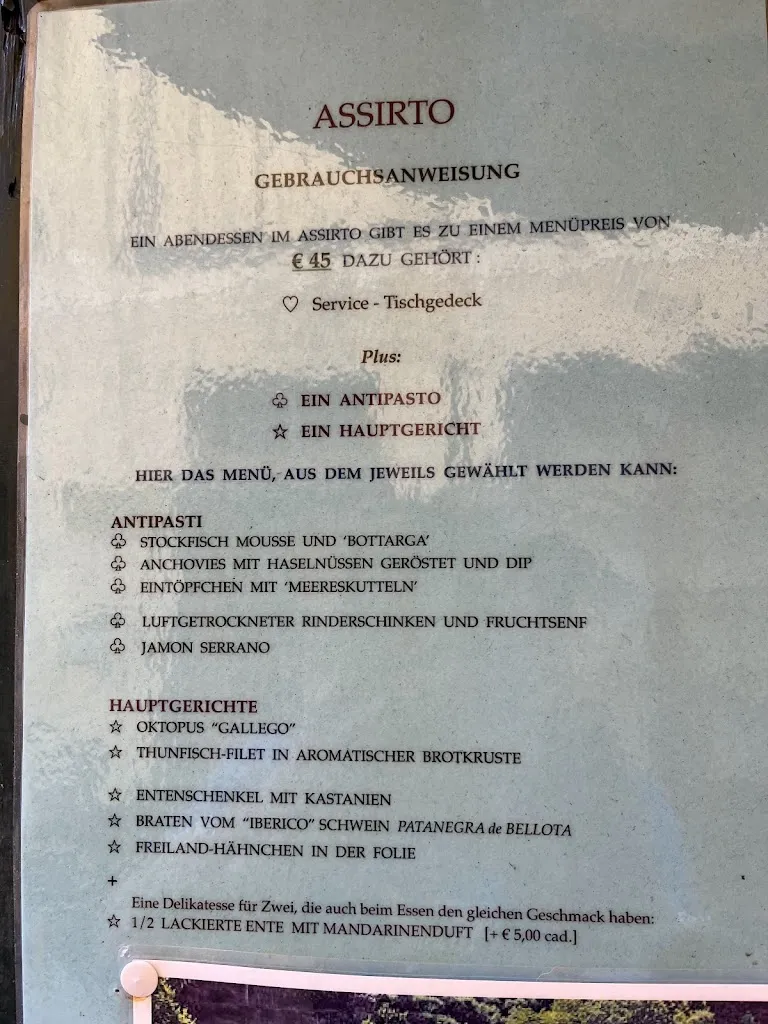 ASSIRTO
GEBRAUCHSANWEISUNG
EIN ABENDESSEN IM ASSIRTO GIBT ES ZU EINEM MENÜPREIS VON
€ 45 DAZU GEHÖRT :
♡ Service - Tischgedeck
Plus:
♧ EIN ANTIPASTO
☆ EIN HAUPTGERICHT
HIER DAS MENÜ, AUS DEM JEWEILS GEWÄHLT WERDEN KANN:
ANTIPASTI
♧ STOCKFISCH MOUSSE UND ‘BOTTARGA’
♧ ANCHOVIES MIT HASELNÜSSEN GERÖSTET UND DIP
♧ EINTÖPFCHEN MIT ‘MEERESKUTTELN’
♧ LUFTGETROCKNETER RINDERSCHINKEN UND FRUCHTSENF
♧ JAMON SERRANO
HAUPTGERICHTE
☆ OKTOPUS “GALLEGO”
☆ THUNFISCH-FILET IN AROMATISCHER BROTKRUSTE
☆ ENTENSCHENKEL MIT KASTANIEN
☆ BRATEN VOM “IBERICO” SCHWEIN PATANEGRA de BELLOTA
☆ FREILAND-HÄHNCHEN IN DER FOLIE
+
Eine Delikatesse für Zwei, die auch beim Essen den gleichen Geschmack haben:
☆ 1/2 LACKIERTE ENTE MIT MANDARINENDUFT [+ € 5,00 cad.]